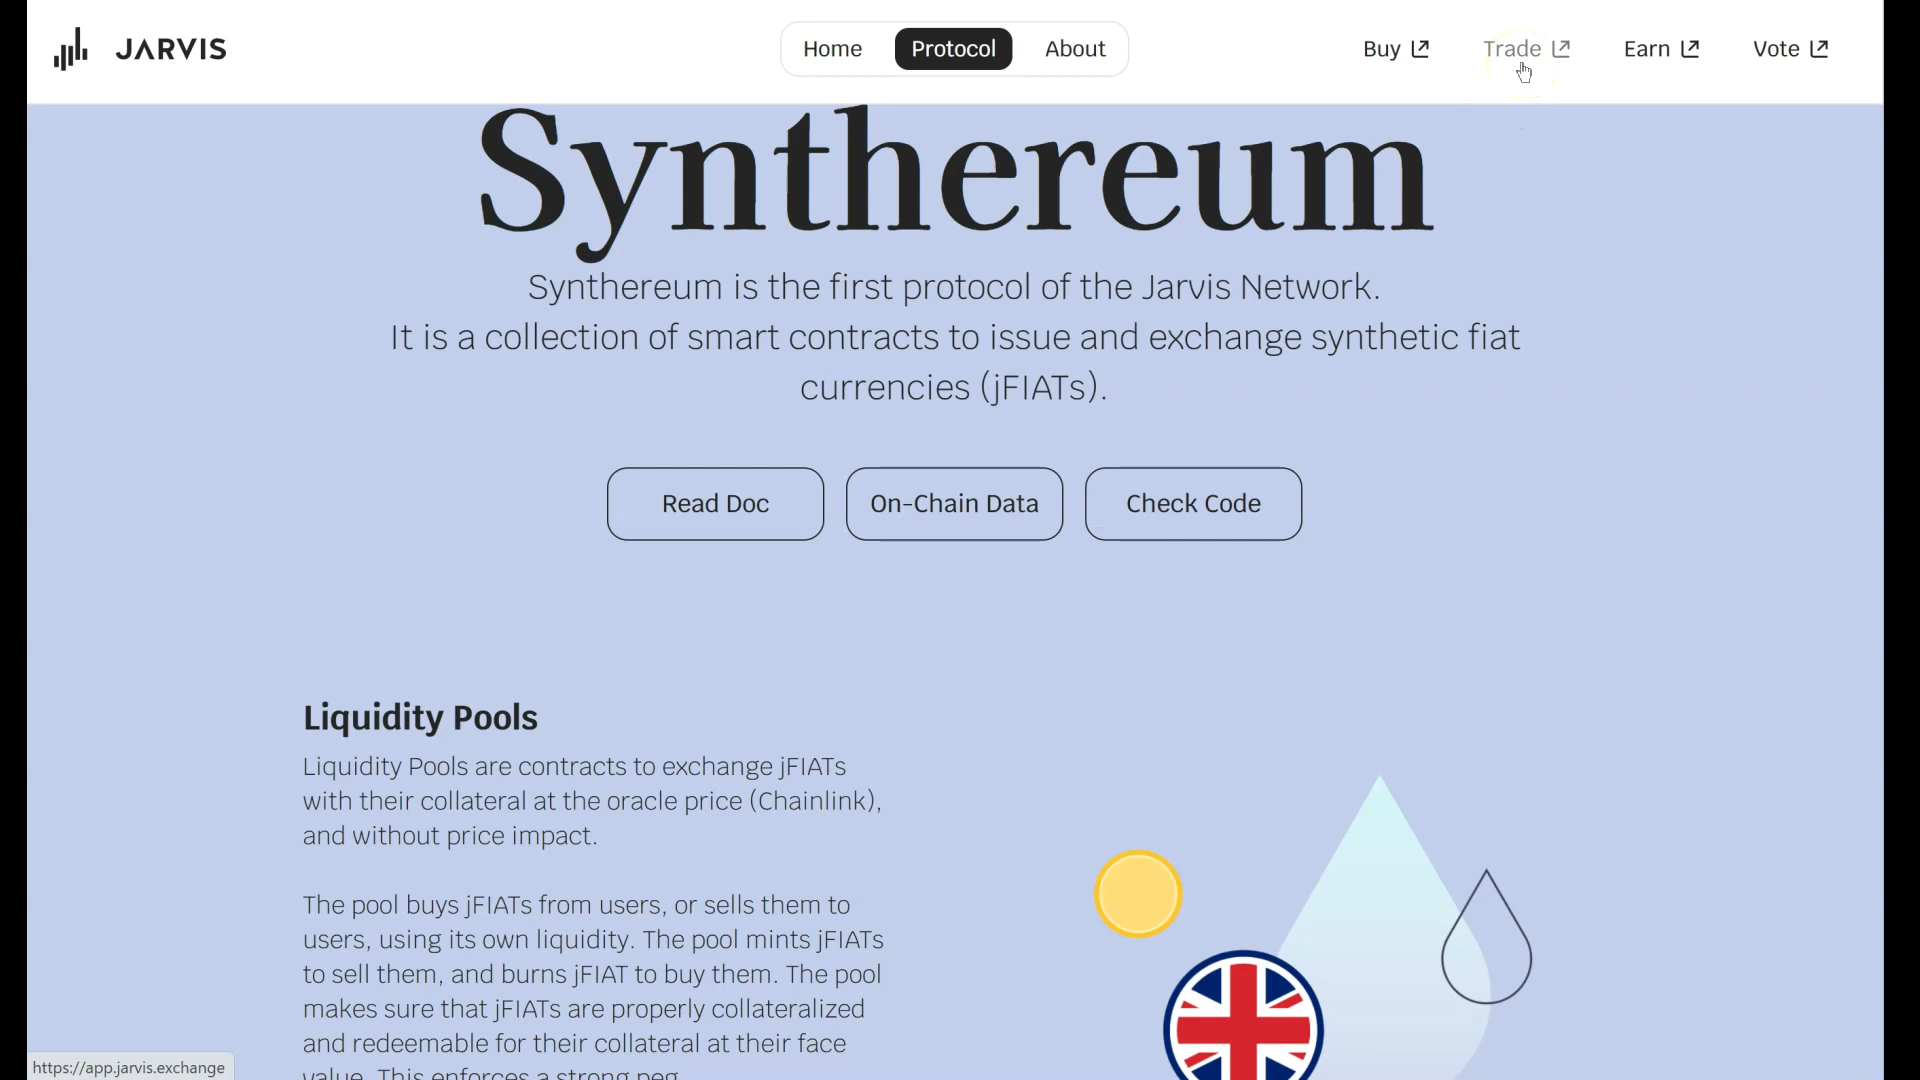 JARVIS
Home Protocol About
Buy Trade Earn Vote
Synthereum
Synthereum is the first protocol of the Jarvis Network.
It is a collection of smart contracts to issue and exchange synthetic fiat
currencies (jFIATs).
Read Doc On-Chain Data Check Code
Liquidity Pools
Liquidity Pools are contracts to exchange jFIATs
with their collateral at the oracle price (Chainlink),
and without price impact.
The pool buys jFIATs from users, or sells them to
users, using its own liquidity. The pool mints jFIATs
to sell them, and burns jFIAT to buy them. The pool
makes sure that jFIATs are properly collateralized
and redeemable for their collateral at their face
value. This enforces a strong peg.
https://app.jarvis.exchange